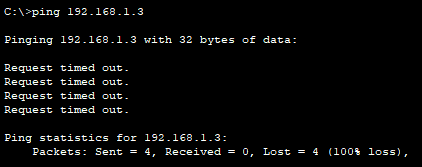 C:\>ping 192.168.1.3
Pinging 192.168.1.3 with 32 bytes of data:
Request timed out.
Request timed out.
Request timed out.
Request timed out.
Ping statistics for 192.168.1.3:
Packets: Sent = 4, Received = 0, Lost = 4 (100% loss),